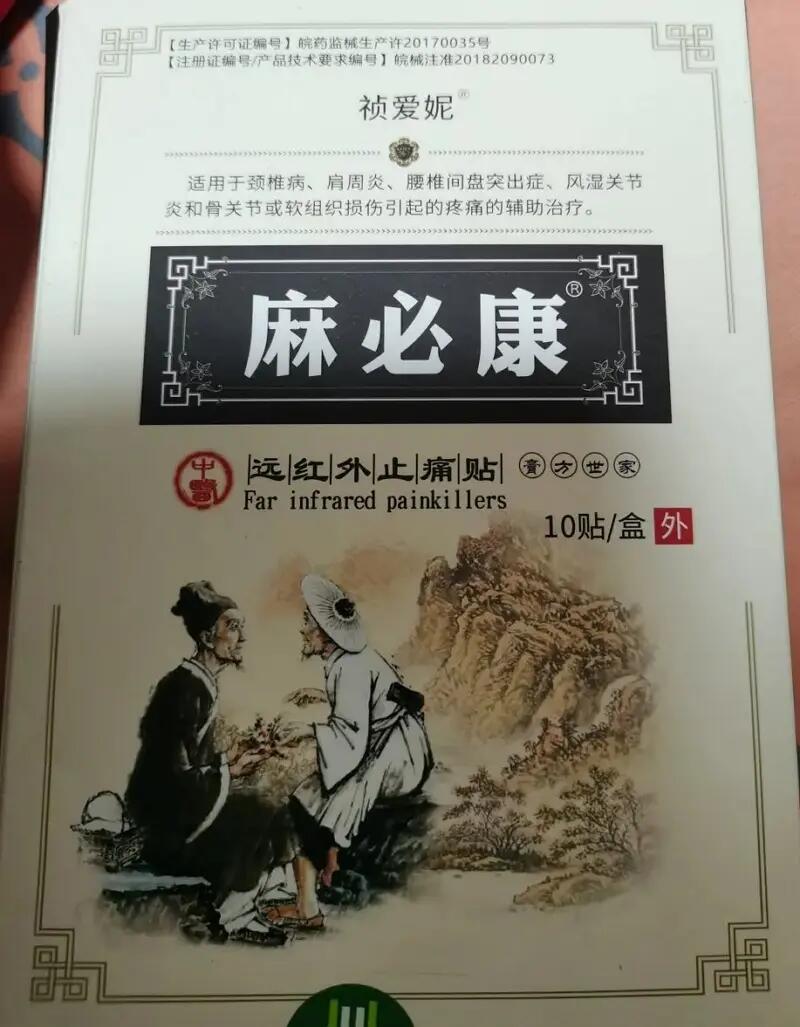 【生产许可证编号】皖药监械生产许20170035号
【注册证编号/产品技术要求编号】皖械注准20182090073
祯爱妮®
适用于颈椎病、肩周炎、腰椎间盘突出症、风湿关节
炎和骨关节或软组织损伤引起的疼痛的辅助治疗。
麻必康®
中醫 远红外止痛贴 膏方世家
Far infrared painkillers
10贴/盒 外